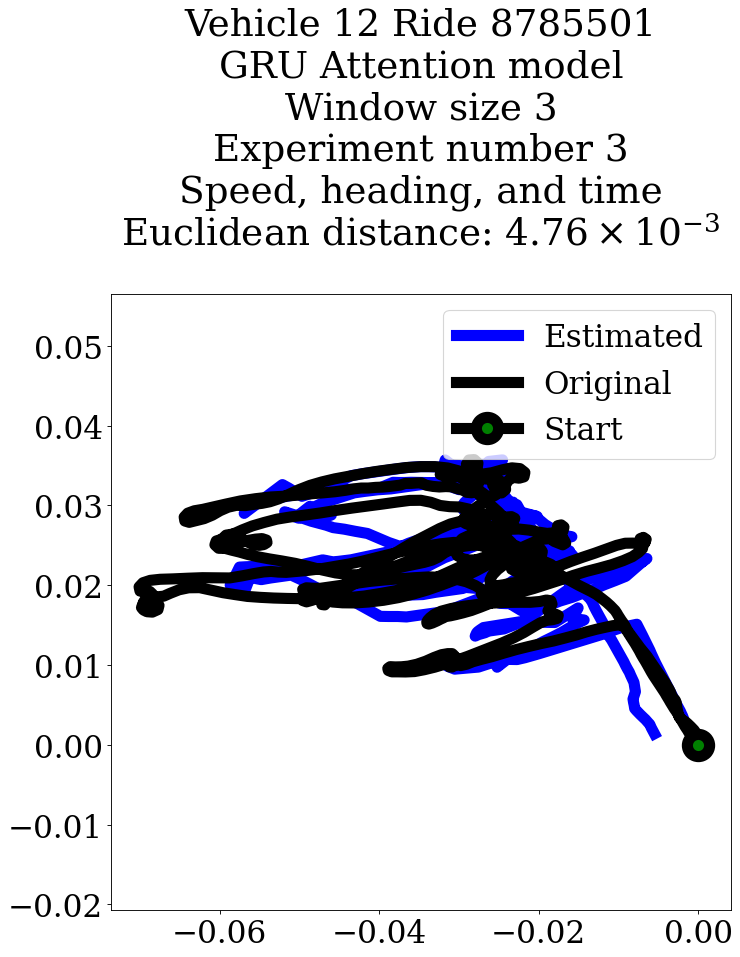 Vehicle 12 Ride 8785501
GRU Attention model
Window size 3
Experiment number 3
Speed, heading, and time
Euclidean distance: 4.76 × 10⁻³
Estimated
Original
Start
0.05
0.04
0.03
0.02
0.01
0.00
−0.01
−0.02
−0.06 −0.04 −0.02 0.00